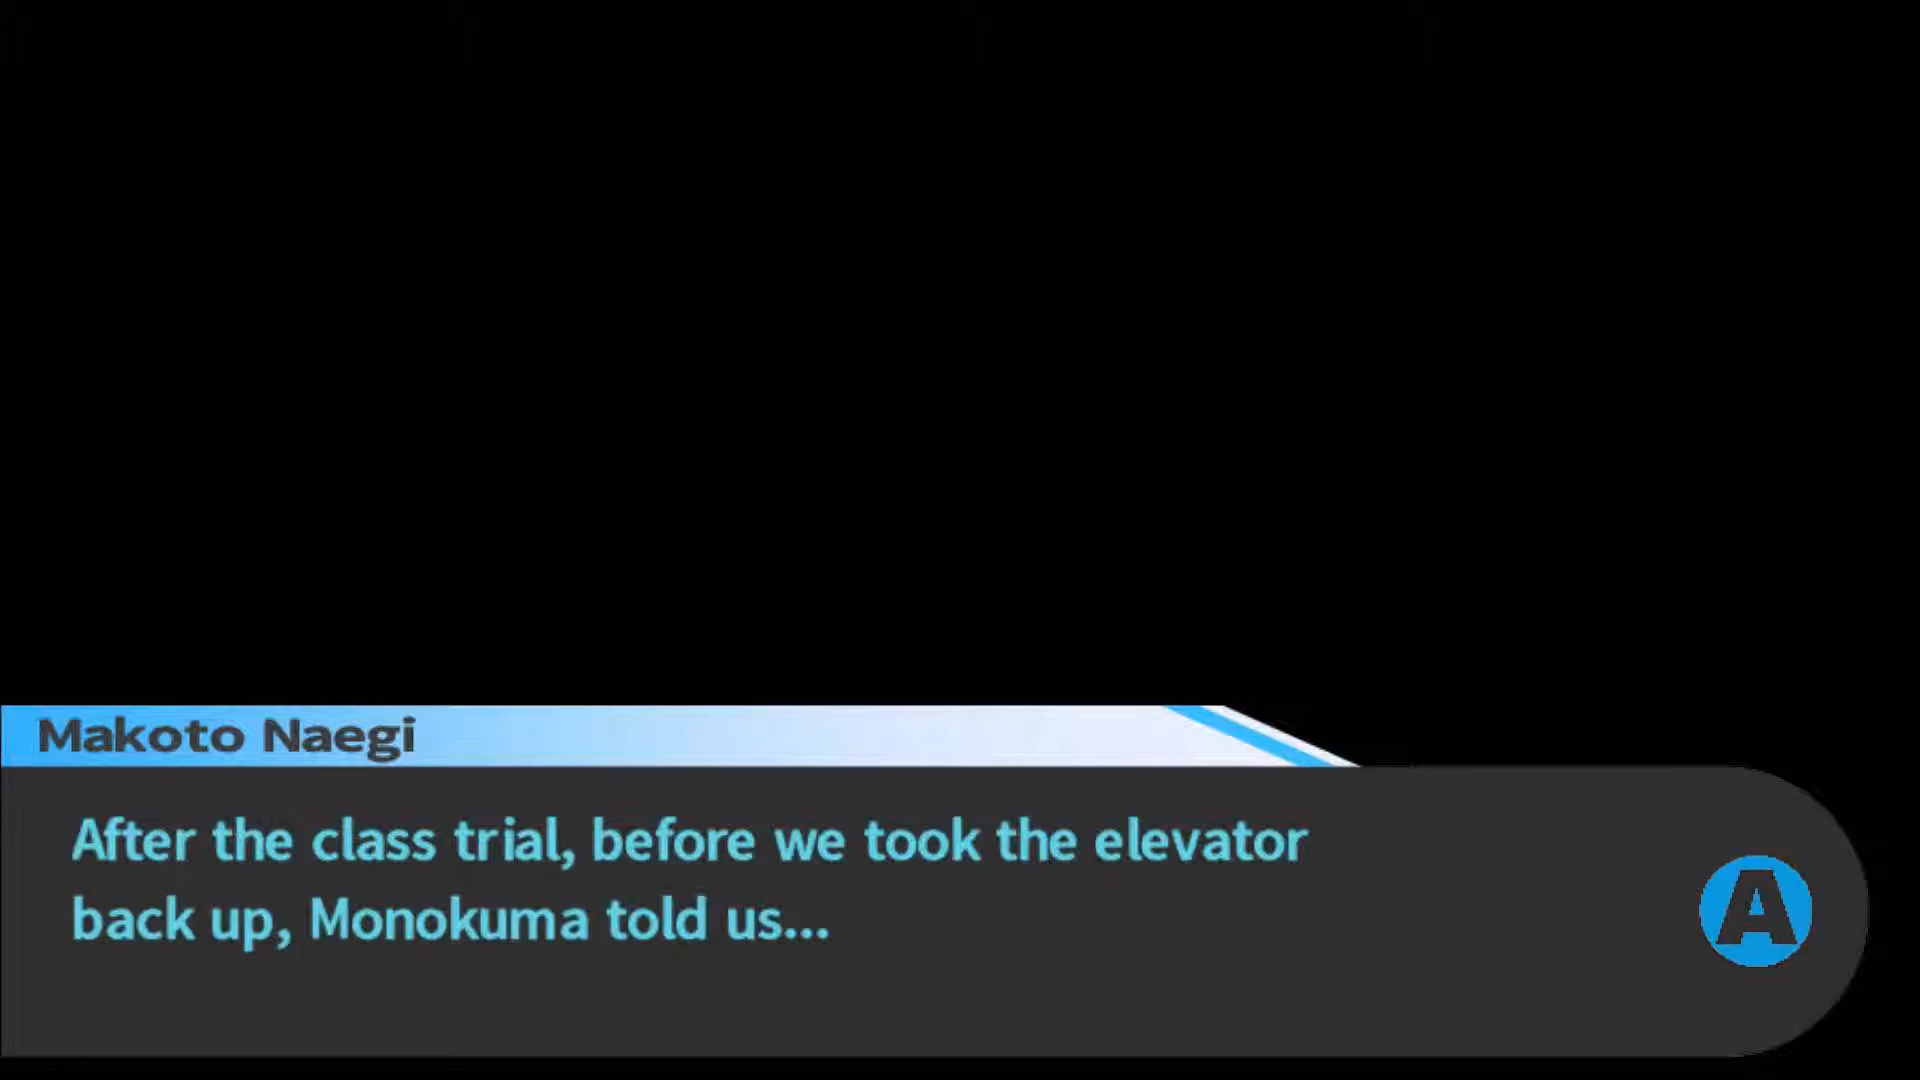 Makoto Naegi
After the class trial, before we took the elevator
back up, Monokuma told us...
A